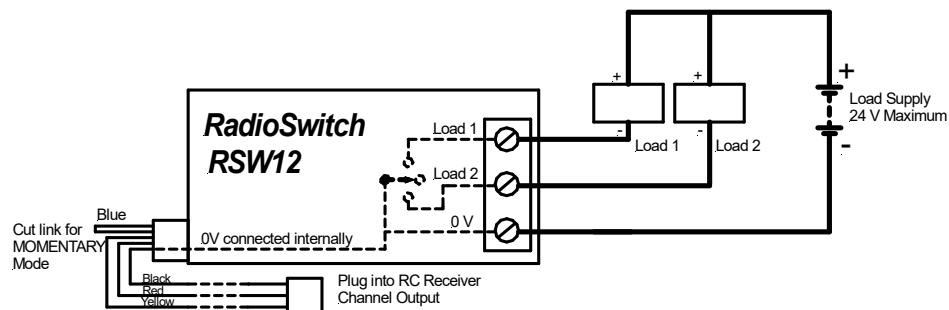 RadioSwitch
RSW12
Load 1
Load 2
0 V
0V connected internally
Blue
Cut link for
MOMENTARY
Mode
Black
Red
Yellow
Plug into RC Receiver
Channel Output
+
+
-
-
Load 1
Load 2
+
Load Supply
24 V Maximum
-